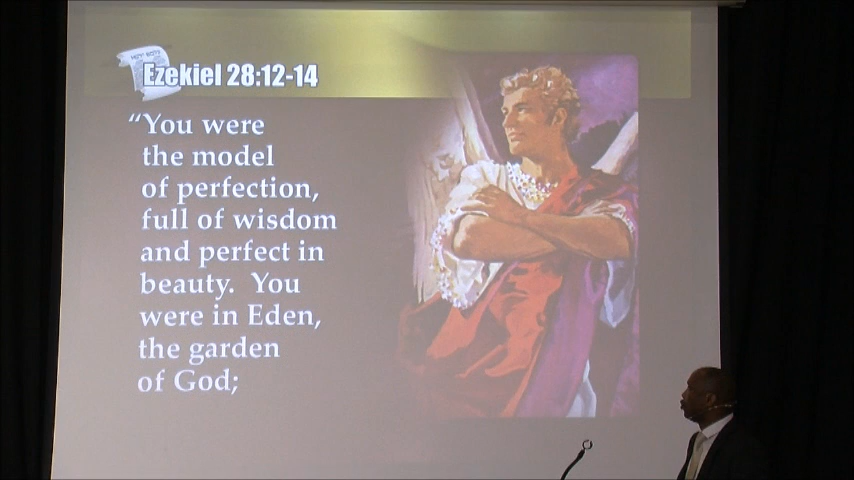 Ezekiel 28:12-14
“You were
the model
of perfection,
full of wisdom
and perfect in
beauty. You
were in Eden,
the garden
of God;